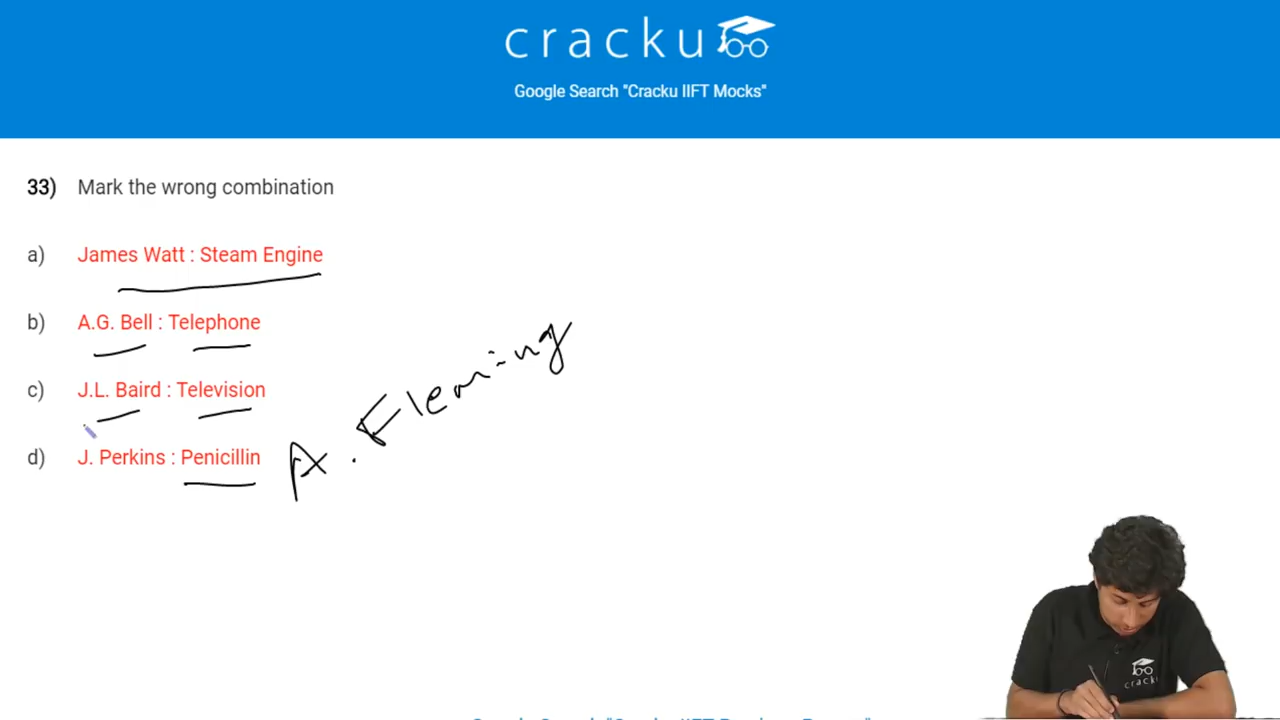 cracku
Google Search "Cracku IIFT Mocks"
33) Mark the wrong combination
a) James Watt : Steam Engine
b) A.G. Bell : Telephone
c) J.L. Baird : Television
d) J. Perkins : Penicillin
A. Fleming
cracku